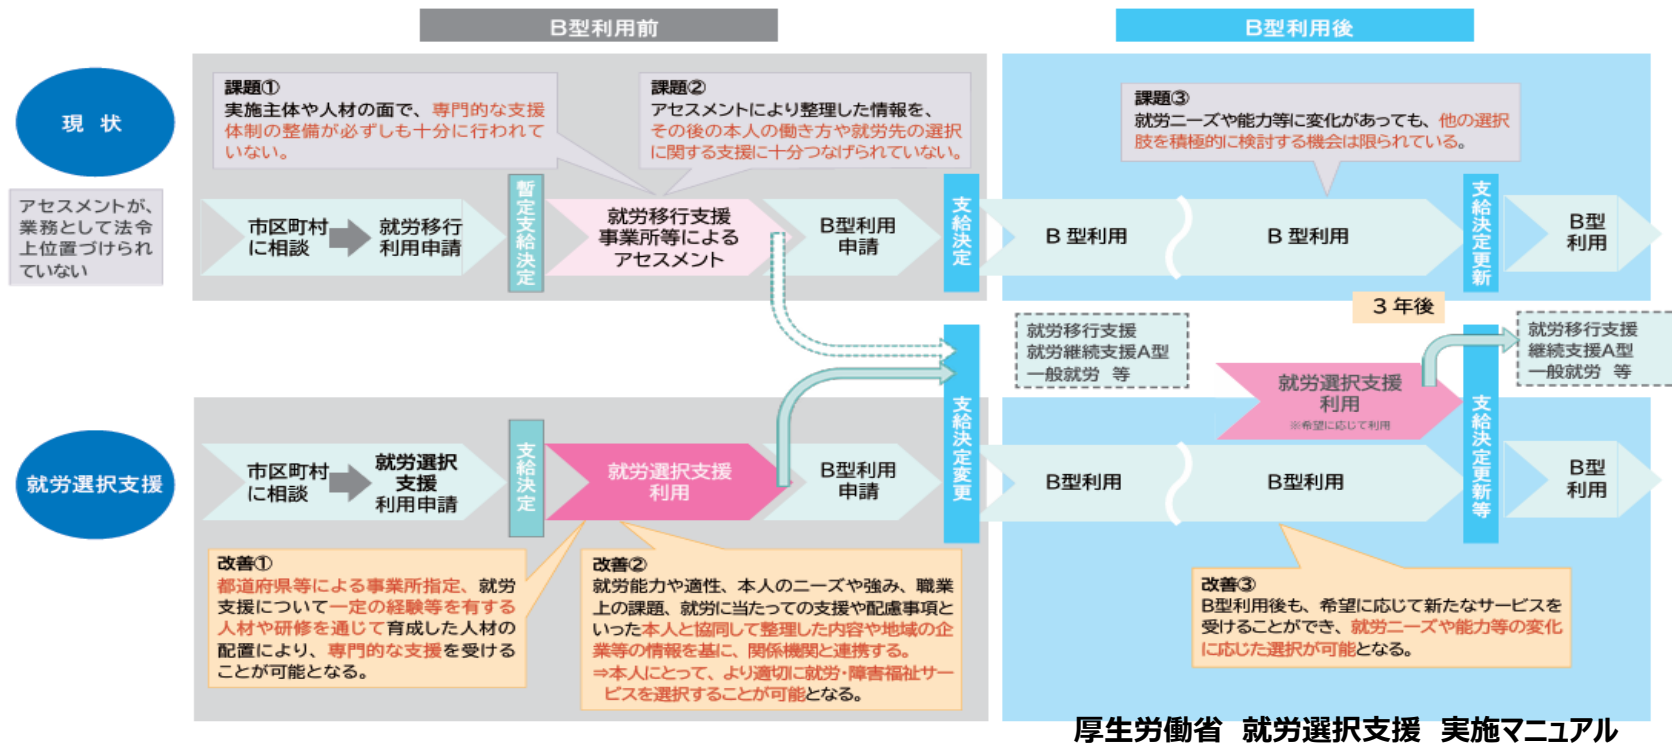 B型利用前
B型利用後
現 状
課題①
実施主体や人材の面で、専門的な支援
体制の整備が必ずしも十分に行われて
いない。
課題②
アセスメントにより整理した情報を、
その後の本人の働き方や就労先の選択
に関する支援に十分つなげられていない。
課題③
就労ニーズや能力等に変化があっても、他の選択
肢を積極的に検討する機会は限られている。
アセスメントが、
業務として法令
上位置づけられ
ていない
市区町村
に相談
就労移行
利用申請
暫定支給決定
就労移行支援
事業所等による
アセスメント
B型利用
申請
支給決定
B 型利用
B 型利用
支給決定更新
B型
利用
3 年後
就労移行支援
就労継続支援A型
一般就労 等
就労選択支援
利用
※希望に応じて利用
就労移行支援
継続支援A型
一般就労 等
就労選択支援
市区町村
に相談
就労選択
支援
利用申請
支給決定
就労選択支援
利用
B型利用
申請
支給決定変更
B型利用
B型利用
支給決定更新等
B型
利用
改善①
都道府県等による事業所指定、就労
支援について一定の経験等を有する
人材や研修を通じて育成した人材の
配置により、専門的な支援を受ける
ことが可能となる。
改善②
就労能力や適性、本人のニーズや強み、職業
上の課題、就労に当たっての支援や配慮事項と
いった本人と協同して整理した内容や地域の企
業等の情報を基に、関係機関と連携する。
⇒本人にとって、より適切に就労・障害福祉サー
ビスを選択することが可能となる。
改善③
B型利用後も、希望に応じて新たなサービスを
受けることができ、就労ニーズや能力等の変化
に応じた選択が可能となる。
厚生労働省 就労選択支援 実施マニュアル